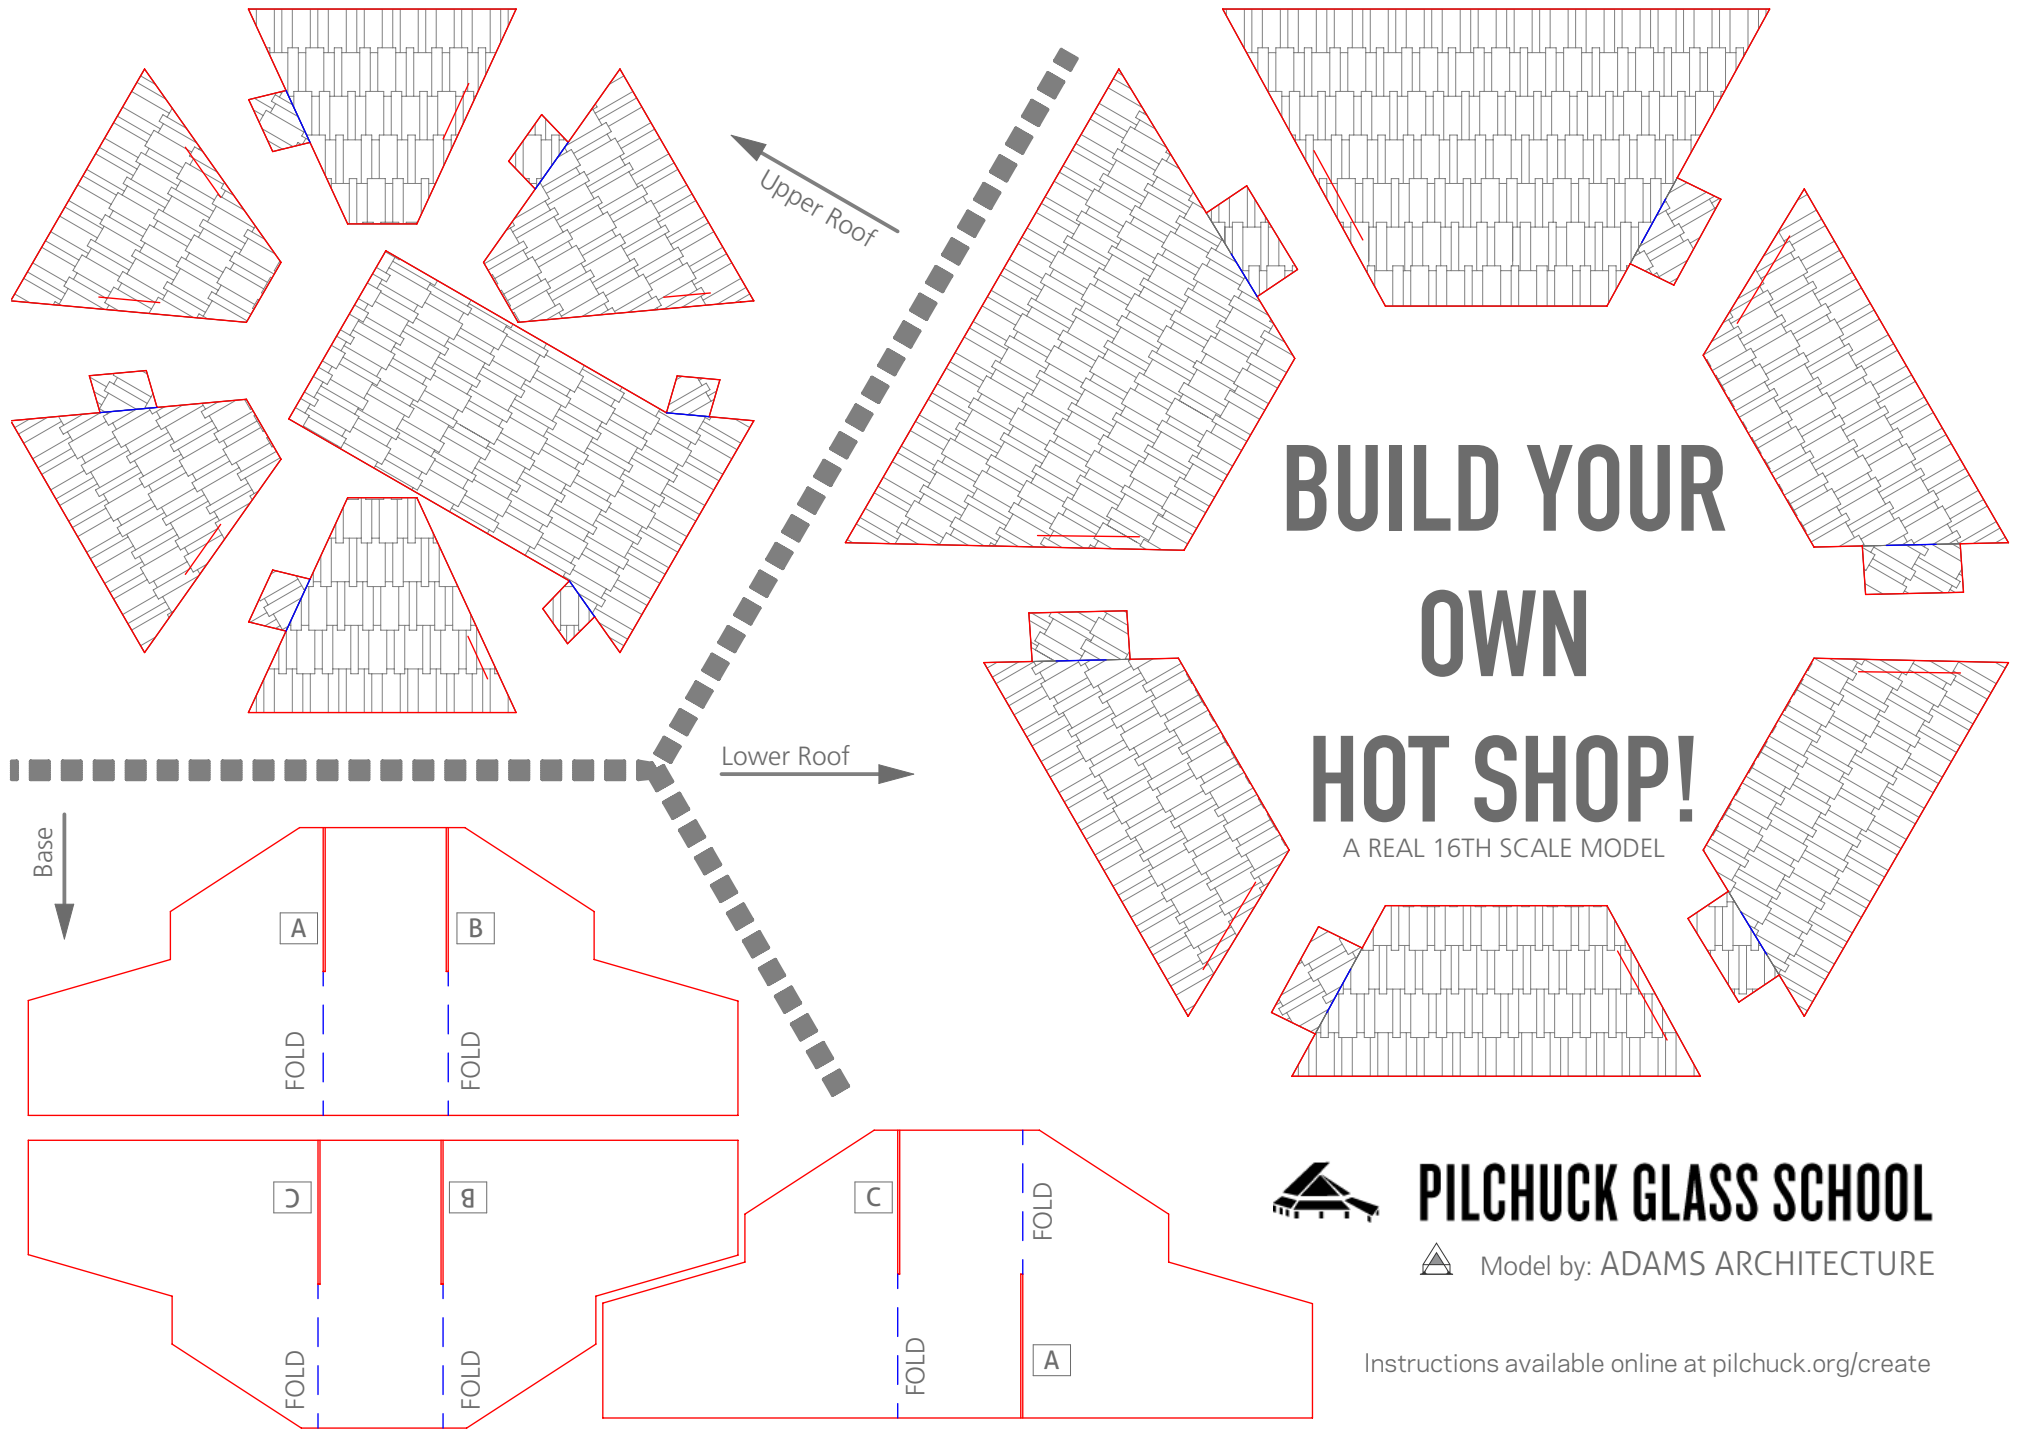 Upper Roof
BUILD YOUR
OWN
HOT SHOP!
A REAL 16TH SCALE MODEL
Lower Roof
Base
A
B
FOLD
FOLD
C
B
FOLD
FOLD
C
FOLD
FOLD
A
PILCHUCK GLASS SCHOOL
Model by: ADAMS ARCHITECTURE
Instructions available online at pilchuck.org/create